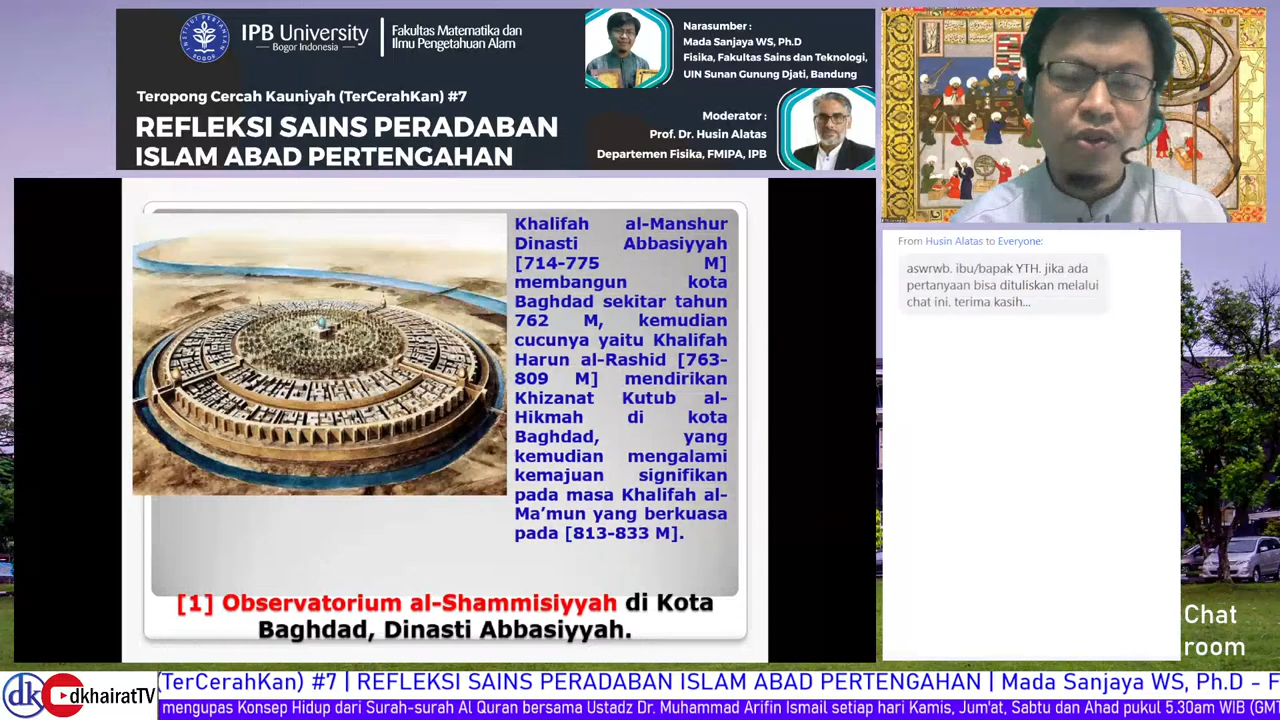 INSTITUT PERTANIAN
BOGOR
IPB University
Bogor Indonesia
Fakultas Matematika dan
Ilmu Pengetahuan Alam
Teropong Cercah Kauniyah (TerCerahKan) #7
REFLEKSI SAINS PERADABAN
ISLAM ABAD PERTENGAHAN
Narasumber :
Mada Sanjaya WS, Ph.D
Fisika, Fakultas Sains dan Teknologi,
UIN Sunan Gunung Djati, Bandung
Moderator :
Prof. Dr. Husin Alatas
Departemen Fisika, FMIPA, IPB
Khalifah al-Manshur
Dinasti Abbasiyyah
[714-775 M]
membangun kota
Baghdad sekitar tahun
762 M, kemudian
cucunya yaitu Khalifah
Harun al-Rashid [763-
809 M] mendirikan
Khizanat Kutub al-
Hikmah di kota
Baghdad, yang
kemudian mengalami
kemajuan signifikan
pada masa Khalifah al-
Ma’mun yang berkuasa
pada [813-833 M].
[1] Observatorium al-Shammisiyyah di Kota
Baghdad, Dinasti Abbasiyyah.
From Husin Alatas to Everyone:
aswrwb. ibu/bapak YTH. jika ada
pertanyaan bisa dituliskan melalui
chat ini. terima kasih...
Chat
room
dk
dkhairatTV
(TerCerahKan) #7 | REFLEKSI SAINS PERADABAN ISLAM ABAD PERTENGAHAN | Mada Sanjaya WS, Ph.D - F
mengupas Konsep Hidup dari Surah-surah Al Quran bersama Ustadz Dr. Muhammad Arifin Ismail setiap hari Kamis, Jum'at, Sabtu dan Ahad pukul 5.30am WIB (GMT